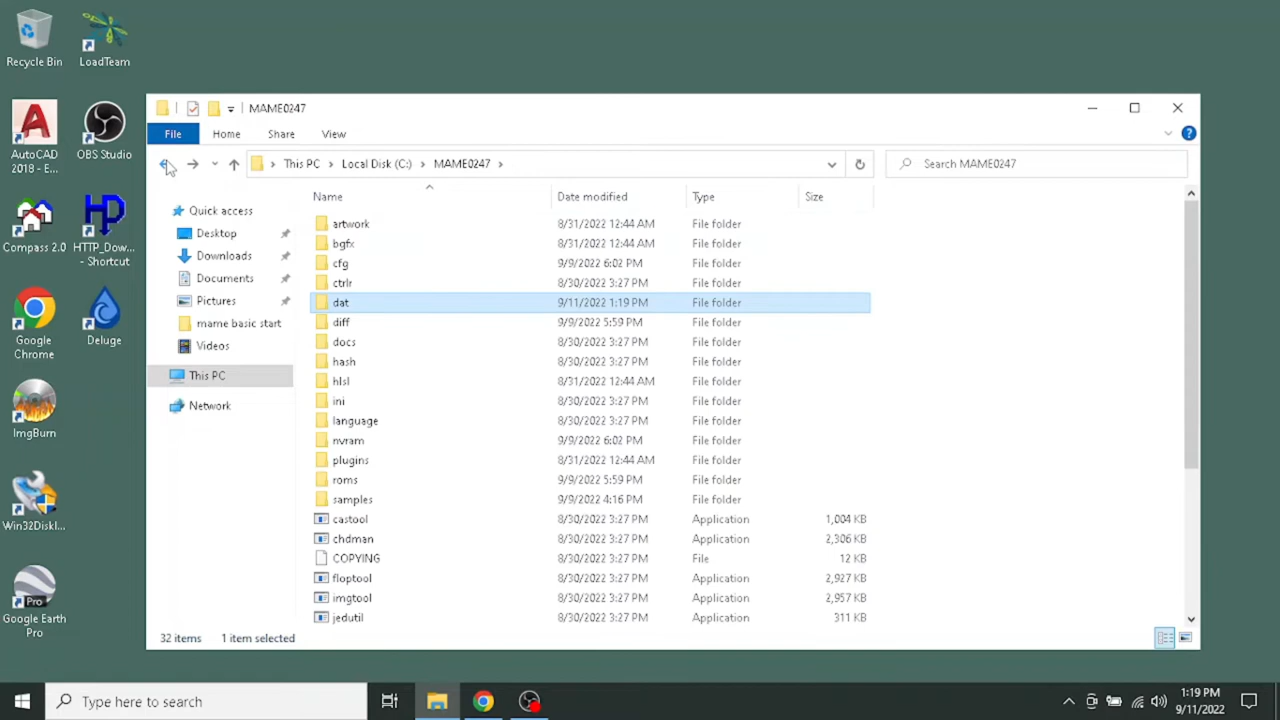 Recycle Bin
LoadTeam
AutoCAD
2018 - E...
OBS Studio
Compass 2.0
HTTP_Dow...
- Shortcut
Google
Chrome
Deluge
ImgBurn
Win32DiskI...
Pro
Google Earth
Pro
MAME0247
File
Home
Share
View
This PC
Local Disk (C:)
MAME0247
Search MAME0247
Quick access
Desktop
Downloads
Documents
Pictures
mame basic start
Videos
This PC
Network
Name Date modified Type Size
artwork 8/31/2022 12:44 AM File folder
bgfx 8/31/2022 12:44 AM File folder
cfg 9/9/2022 6:02 PM File folder
ctrlr 8/30/2022 3:27 PM File folder
dat 9/11/2022 1:19 PM File folder
diff 9/9/2022 5:59 PM File folder
docs 8/30/2022 3:27 PM File folder
hash 8/30/2022 3:27 PM File folder
hlsl 8/31/2022 12:44 AM File folder
ini 8/30/2022 3:27 PM File folder
language 8/30/2022 3:27 PM File folder
nvram 9/9/2022 6:02 PM File folder
plugins 8/31/2022 12:44 AM File folder
roms 9/9/2022 5:59 PM File folder
samples 9/9/2022 4:16 PM File folder
castool 8/30/2022 3:27 PM Application 1,004 KB
chdman 8/30/2022 3:27 PM Application 2,306 KB
COPYING 8/30/2022 3:27 PM File 12 KB
floptool 8/30/2022 3:27 PM Application 2,927 KB
imgtool 8/30/2022 3:27 PM Application 2,957 KB
jedutil 8/30/2022 3:27 PM Application 311 KB
32 items 1 item selected
Type here to search
1:19 PM
9/11/2022